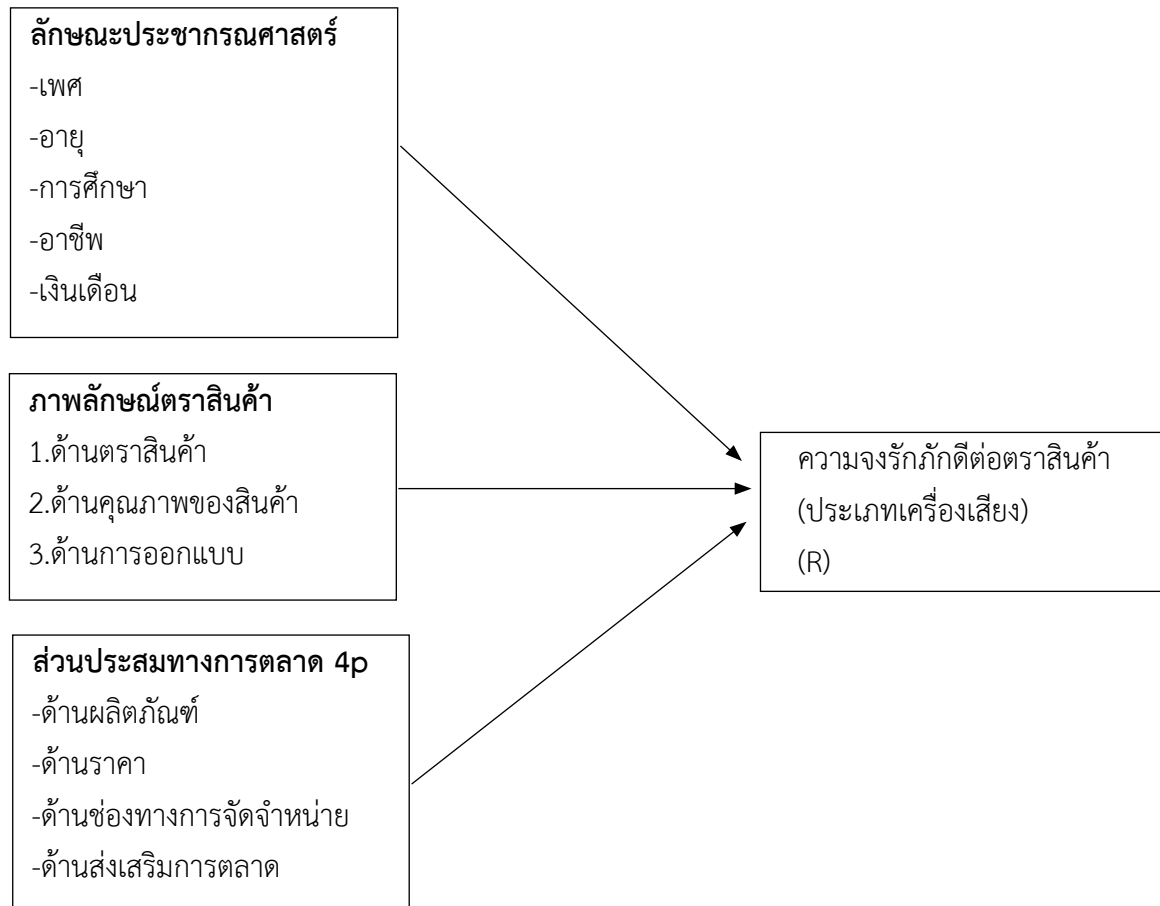 ลักษณะประชากรณศาสตร์
-เพศ
-อายุ
-การศึกษา
-อาชีพ
-เงินเดือน
ภาพลักษณ์ตราสินค้า
1.ด้านตราสินค้า
2.ด้านคุณภาพของสินค้า
3.ด้านการออกแบบ
ส่วนประสมทางการตลาด 4p
-ด้านผลิตภัณฑ์
-ด้านราคา
-ด้านช่องทางการจัดจำหน่าย
-ด้านส่งเสริมการตลาด
ความจงรักภักดีต่อตราสินค้า
(ประเภทเครื่องเสียง)
(R)